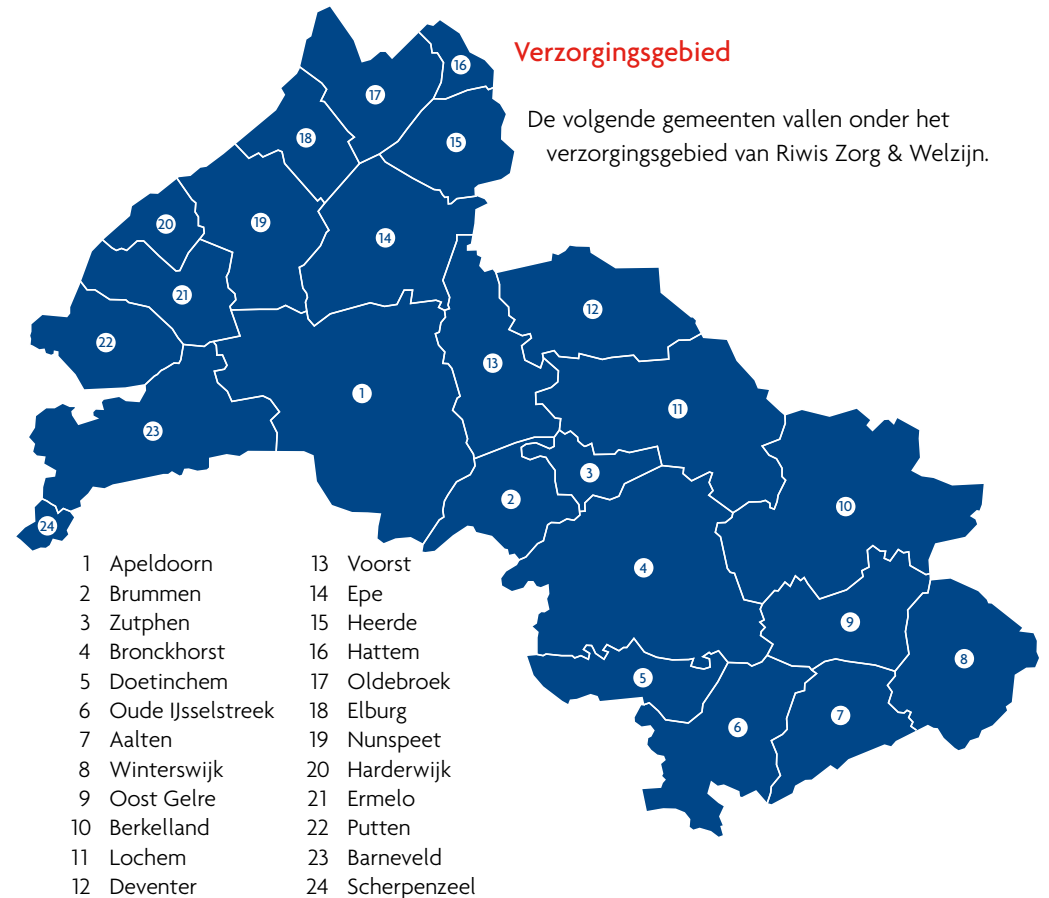 Verzorgingsgebied
De volgende gemeenten vallen onder het
verzorgingsgebied van Riwis Zorg & Welzijn.
16
17
18
15
20
19
14
21
12
22
13
1
11
23
3
2
10
24
4
9
8
5
7
6
1 Apeldoorn
2 Brummen
3 Zutphen
4 Bronckhorst
5 Doetinchem
6 Oude IJsselstreek
7 Aalten
8 Winterswijk
9 Oost Gelre
10 Berkelland
11 Lochem
12 Deventer
13 Voorst
14 Epe
15 Heerde
16 Hattem
17 Oldebroek
18 Elburg
19 Nunspeet
20 Harderwijk
21 Ermelo
22 Putten
23 Barneveld
24 Scherpenzeel